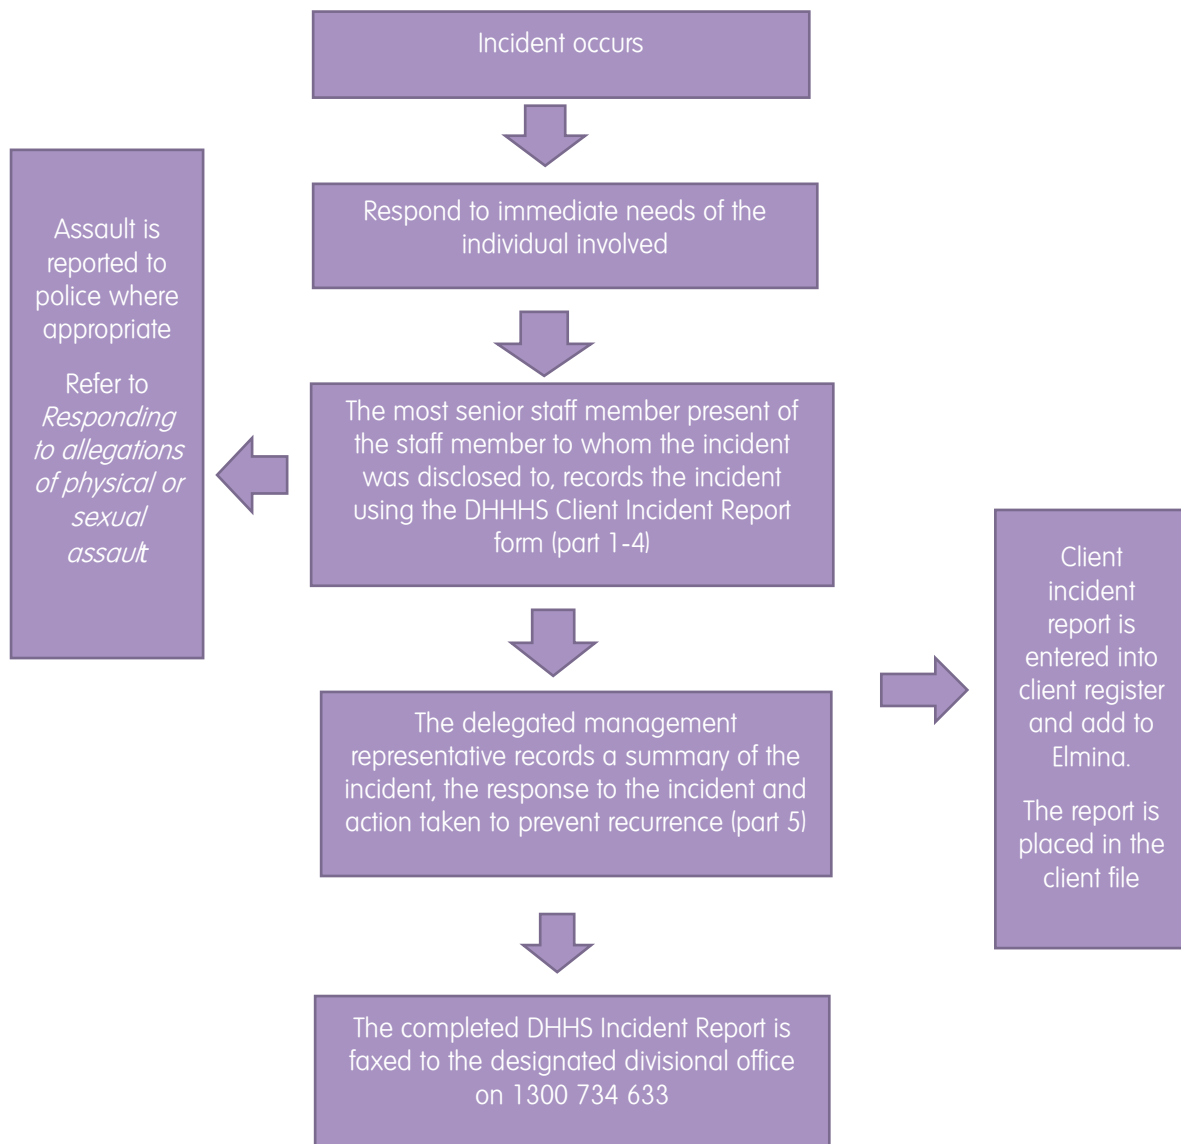 Incident occurs
Respond to immediate needs of the
individual involved
Assault is
reported to
police where
appropriate
Refer to
Responding
to allegations
of physical or
sexual
assault
The most senior staff member present of
the staff member to whom the incident
was disclosed to, records the incident
using the DHHHS Client Incident Report
form (part 1-4)
The delegated management
representative records a summary of the
incident, the response to the incident and
action taken to prevent recurrence (part 5)
Client
incident
report is
entered into
client register
and add to
Elmina.
The report is
placed in the
client file
The completed DHHS Incident Report is
faxed to the designated divisional office
on 1300 734 633